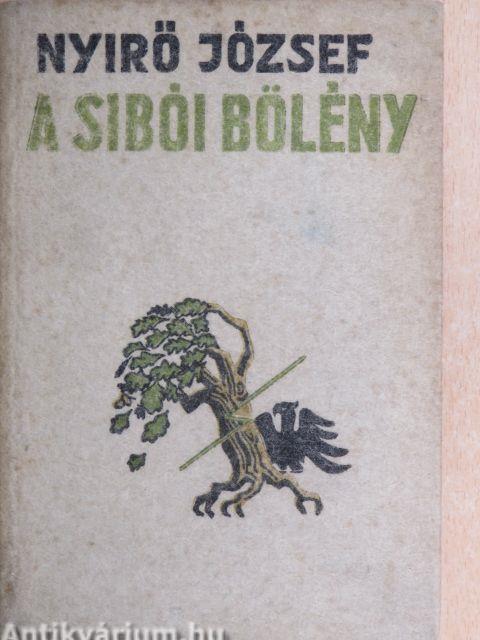 NYIRŐ JÓZSEF
A SIBÓI BÖLÉNY
Antikvárium.hu